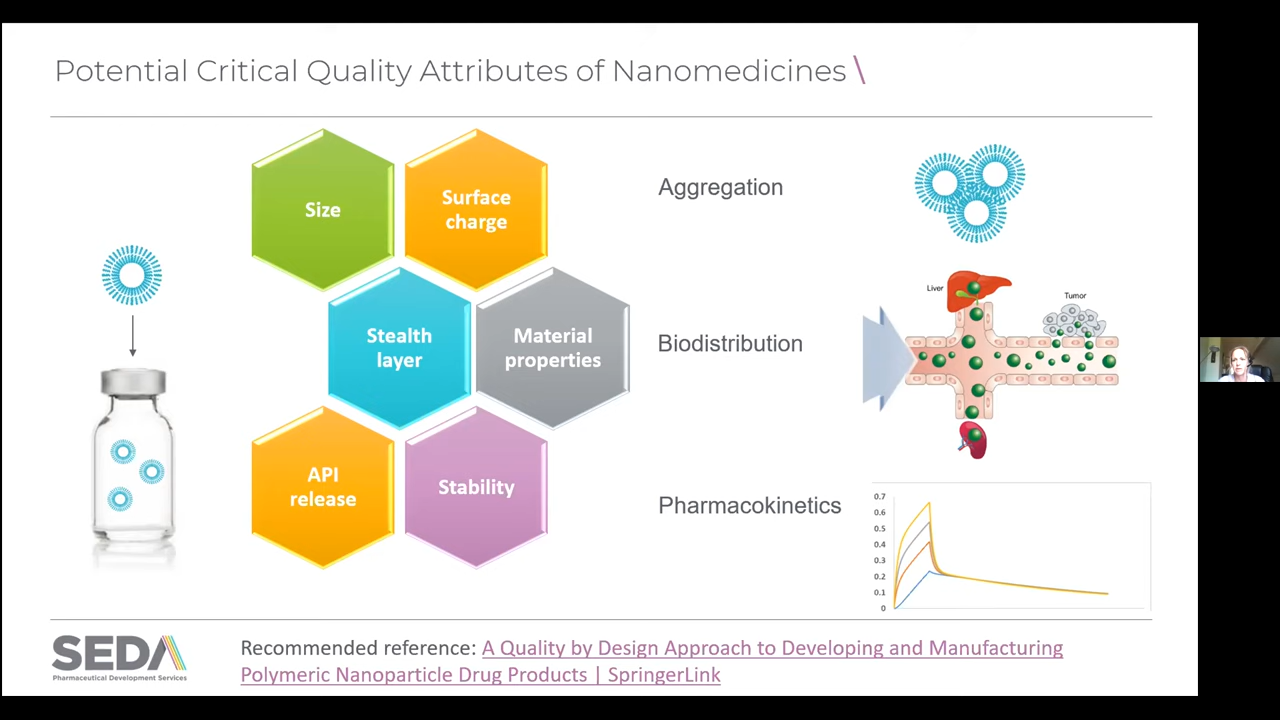 Potential Critical Quality Attributes of Nanomedicines \
Size
Surface
charge
Stealth
layer
Material
properties
API
release
Stability
Aggregation
Biodistribution
Liver
Tumor
Pharmacokinetics
0.7
0.6
0.5
0.4
0.3
0.2
0.1
0
SEDA
Pharmaceutical Development Services
Recommended reference: A Quality by Design Approach to Developing and Manufacturing
Polymeric Nanoparticle Drug Products | SpringerLink